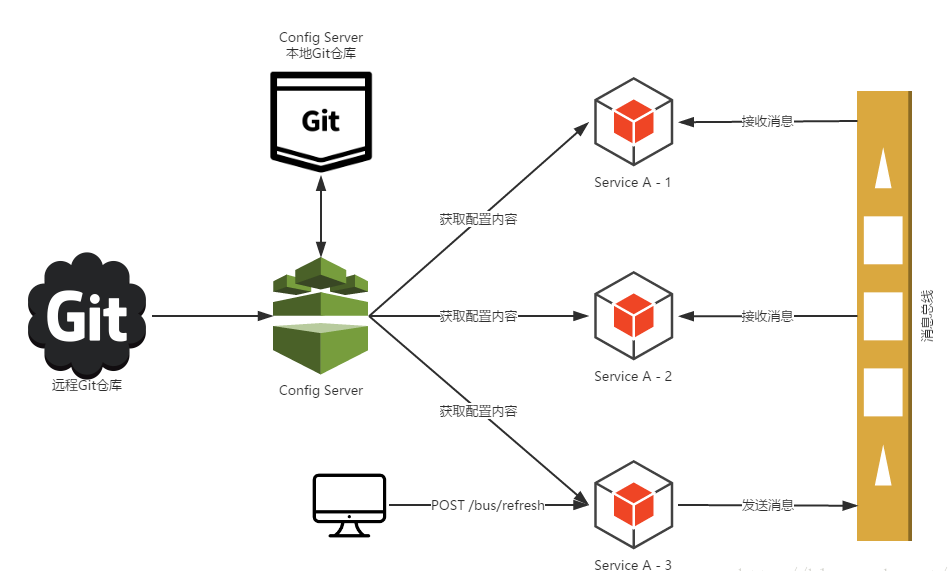 Config Server
本地Git仓库
Git
获取配置内容
Service A - 1
接收消息
Git
远程Git仓库
Config Server
获取配置内容
Service A - 2
接收消息
消息总线
获取配置内容
POST /bus/refresh
Service A - 3
发送消息